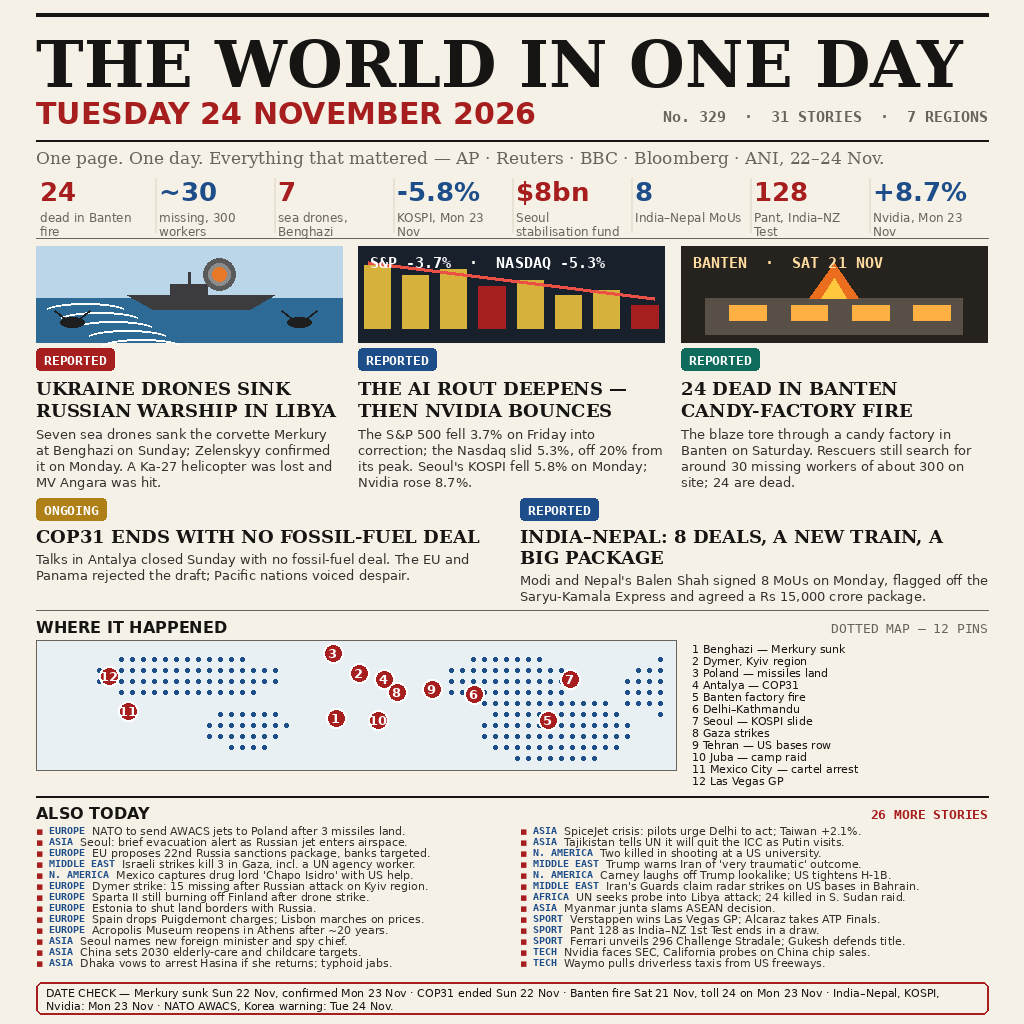 THE WORLD IN ONE DAY
TUESDAY 24 NOVEMBER 2026
No. 329 · 31 STORIES · 7 REGIONS
One page. One day. Everything that mattered — AP · Reuters · BBC · Bloomberg · ANI, 22–24 Nov.
24
dead in Banten
fire
~30
missing, 300
workers
7
sea drones,
Benghazi
-5.8%
KOSPI, Mon 23
Nov
$8bn
Seoul
stabilisation fund
8
India–Nepal MoUs
128
Pant, India–NZ
Test
+8.7%
Nvidia, Mon 23
Nov
REPORTED
UKRAINE DRONES SINK
RUSSIAN WARSHIP IN LIBYA
Seven sea drones sank the corvette Merkury
at Benghazi on Sunday; Zelenskyy confirmed
it on Monday. A Ka-27 helicopter was lost and
MV Angara was hit.
S&P -3.7% · NASDAQ -5.3%
REPORTED
THE AI ROUT DEEPENS —
THEN NVIDIA BOUNCES
The S&P 500 fell 3.7% on Friday into
correction; the Nasdaq slid 5.3%, off 20% from
its peak. Seoul's KOSPI fell 5.8% on Monday;
Nvidia rose 8.7%.
BANTEN · SAT 21 NOV
REPORTED
24 DEAD IN BANTEN
CANDY-FACTORY FIRE
The blaze tore through a candy factory in
Banten on Saturday. Rescuers still search for
around 30 missing workers of about 300 on
site; 24 are dead.
ONGOING
COP31 ENDS WITH NO FOSSIL-FUEL DEAL
Talks in Antalya closed Sunday with no fossil-fuel deal. The EU and
Panama rejected the draft; Pacific nations voiced despair.
REPORTED
INDIA–NEPAL: 8 DEALS, A NEW TRAIN, A
BIG PACKAGE
Modi and Nepal's Balen Shah signed 8 MoUs on Monday, flagged off the
Saryu-Kamala Express and agreed a Rs 15,000 crore package.
WHERE IT HAPPENED
DOTTED MAP — 12 PINS
3
12
2
4
7
8
9
6
11
1
10
5
1 Benghazi — Merkury sunk
2 Dymer, Kyiv region
3 Poland — missiles land
4 Antalya — COP31
5 Banten factory fire
6 Delhi–Kathmandu
7 Seoul — KOSPI slide
8 Gaza strikes
9 Tehran — US bases row
10 Juba — camp raid
11 Mexico City — cartel arrest
12 Las Vegas GP
ALSO TODAY
26 MORE STORIES
EUROPE NATO to send AWACS jets to Poland after 3 missiles land.
ASIA Seoul: brief evacuation alert as Russian jet enters airspace.
EUROPE EU proposes 22nd Russia sanctions package, banks targeted.
MIDDLE EAST Israeli strikes kill 3 in Gaza, incl. a UN agency worker.
N. AMERICA Mexico captures drug lord 'Chapo Isidro' with US help.
EUROPE Dymer strike: 15 missing after Russian attack on Kyiv region.
EUROPE Sparta II still burning off Finland after drone strike.
EUROPE Estonia to shut land borders with Russia.
EUROPE Spain drops Puigdemont charges; Lisbon marches on prices.
EUROPE Acropolis Museum reopens in Athens after ~20 years.
ASIA Seoul names new foreign minister and spy chief.
ASIA China sets 2030 elderly-care and childcare targets.
ASIA Dhaka vows to arrest Hasina if she returns; typhoid jabs.
ASIA SpiceJet crisis: pilots urge Delhi to act; Taiwan +2.1%.
ASIA Tajikistan tells UN it will quit the ICC as Putin visits.
N. AMERICA Two killed in shooting at a US university.
MIDDLE EAST Trump warns Iran of 'very traumatic' outcome.
N. AMERICA Carney laughs off Trump lookalike; US tightens H-1B.
MIDDLE EAST Iran's Guards claim radar strikes on US bases in Bahrain.
AFRICA UN seeks probe into Libya attack; 24 killed in S. Sudan raid.
ASIA Myanmar junta slams ASEAN decision.
SPORT Verstappen wins Las Vegas GP; Alcaraz takes ATP Finals.
SPORT Pant 128 as India–NZ 1st Test ends in a draw.
SPORT Ferrari unveils 296 Challenge Stradale; Gukesh defends title.
TECH Nvidia faces SEC, California probes on China chip sales.
TECH Waymo pulls driverless taxis from US freeways.
DATE CHECK — Merkury sunk Sun 22 Nov, confirmed Mon 23 Nov · COP31 ended Sun 22 Nov · Banten fire Sat 21 Nov, toll 24 on Mon 23 Nov · India–Nepal, KOSPI,
Nvidia: Mon 23 Nov · NATO AWACS, Korea warning: Tue 24 Nov.